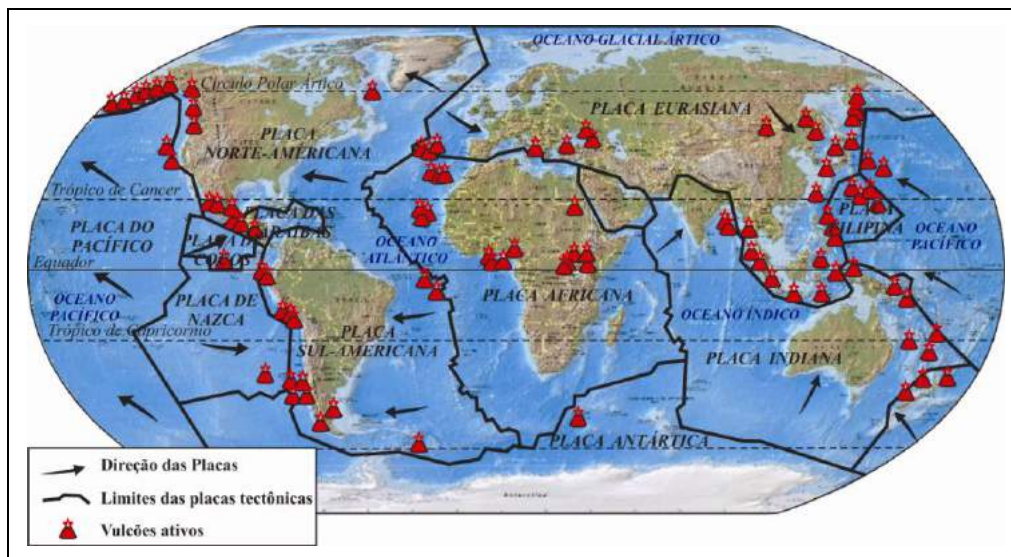 OCEANO GLACIAL ÁRTICO
Círculo Polar Ártico
PLACA EURASIANA
PLACA
NORTE-AMERICANA
Trópico de Cancer
PLACA DAS
CARAIBAS
PLACA DO
PACÍFICO
PLACA DE
COCOS
OCEANO
ATLÂNTICO
PLACA
FILIPINA
OCEANO
PACÍFICO
Equador
PLACA AFRICANA
OCEANO
PACÍFICO
PLACA DE
NAZCA
OCEANO ÍNDICO
Trópico de Capricornio
PLACA
SUL-AMERICANA
PLACA INDIANA
PLACA ANTÁRTICA
Direção das Placas
Limites das placas tectônicas
Vulcões ativos